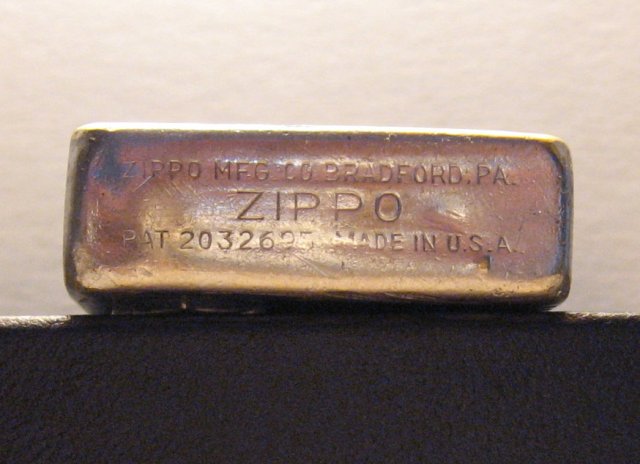 ZIPPO MFG. CO. BRADFORD, PA.
ZIPPO
PAT 2032695 MADE IN U.S.A.